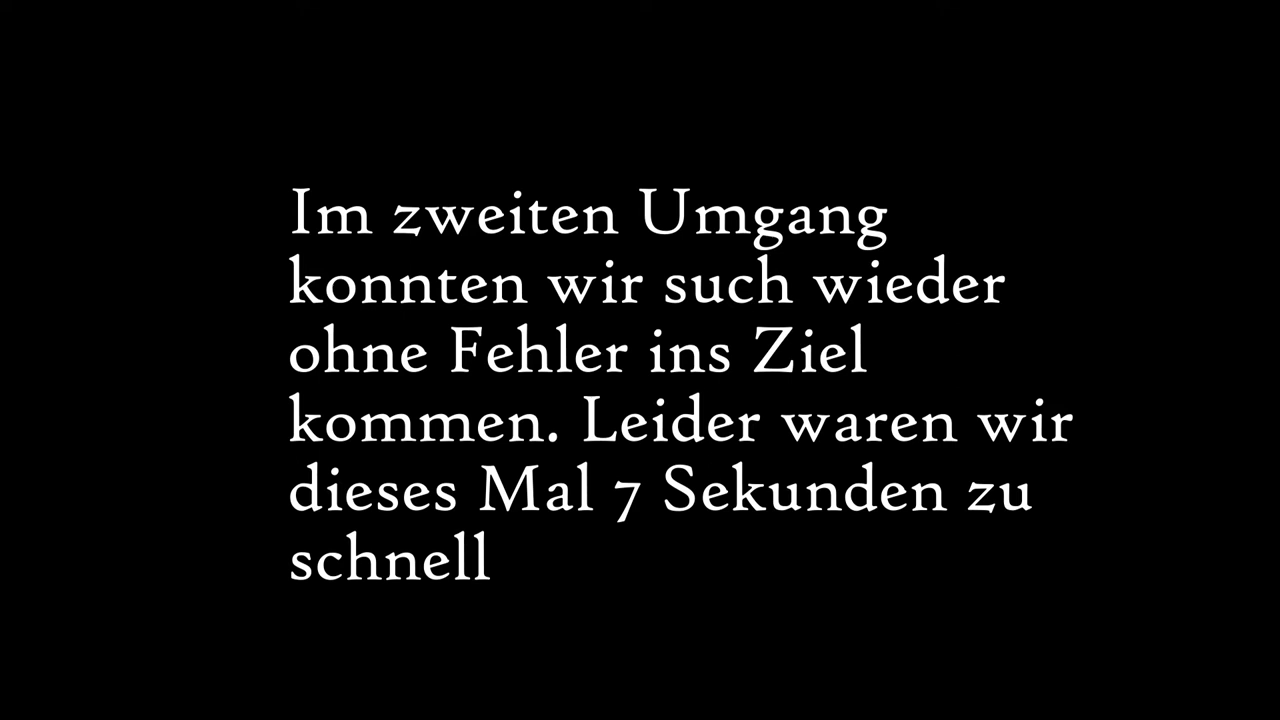 Im zweiten Umgang
konnten wir such wieder
ohne Fehler ins Ziel
kommen. Leider waren wir
dieses Mal 7 Sekunden zu
schnell